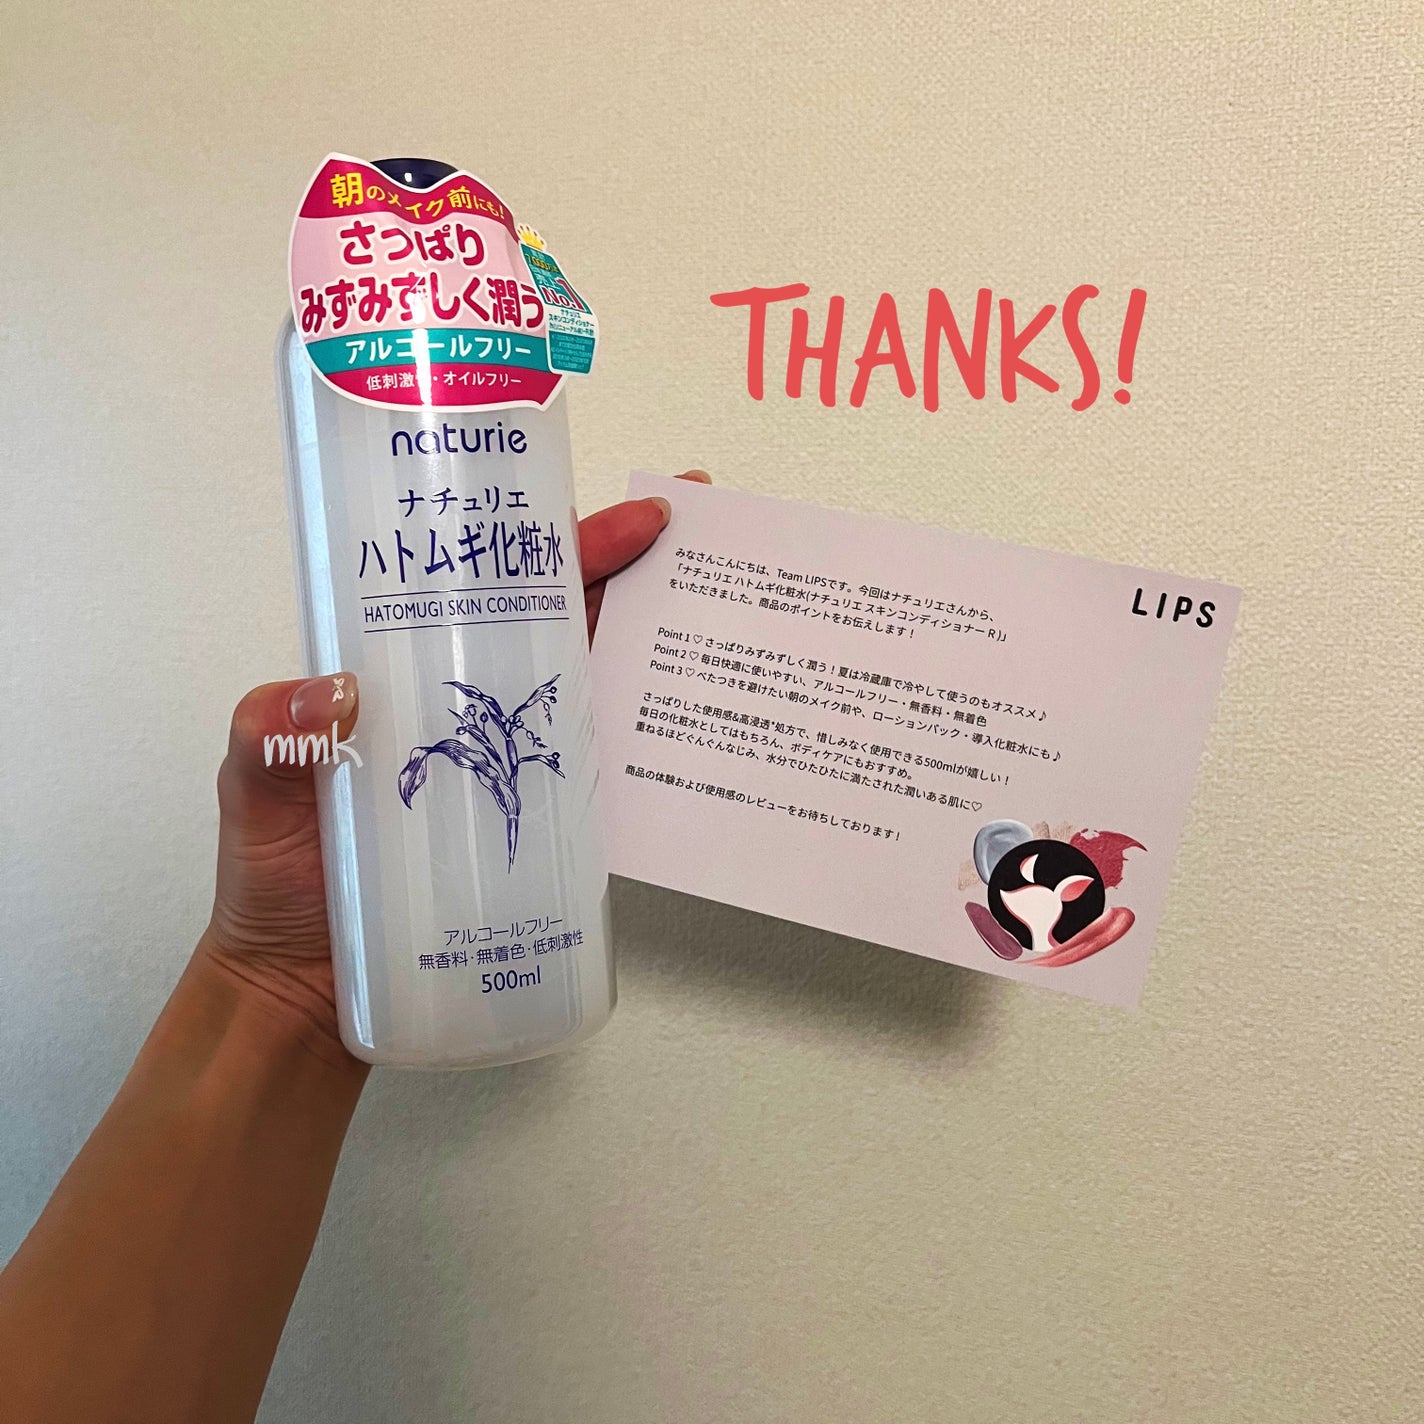 朝のメイク前にも!
さっぱり
みずみずしく潤う
アルコールフリー
低刺激性・オイルフリー
No.1
naturie
ナチュリエ
ハトムギ化粧水
HATOMUGI SKIN CONDITIONER
アルコールフリー
無香料・無着色・低刺激性
500ml
mmk
THANKS!
LIPS
みなさんこんにちは、Team LIPSです。今回はナチュリエさんから、
「ナチュリエ ハトムギ化粧水(ナチュリエ スキンコンディショナー R )」
をいただきました。商品のポイントをお伝えします！
Point 1 ♡ さっぱりみずみずしく潤う！夏は冷蔵庫で冷やして使うのもオススメ♪
Point 2 ♡ 毎日快適に使いやすい、アルコールフリー・無香料・無着色
Point 3 ♡ べたつきを避けたい朝のメイク前や、ローションパック・導入化粧水にも♪
さっぱりした使用感&高浸透*処方で、惜しみなく使用できる500mlが嬉しい！
毎日の化粧水としてはもちろん、ボディケアにもおすすめ。
重ねるほどぐんぐんなじみ、水分でひたひたに満たされた潤いある肌に♡
商品の体験および使用感のレビューをお待ちしております！